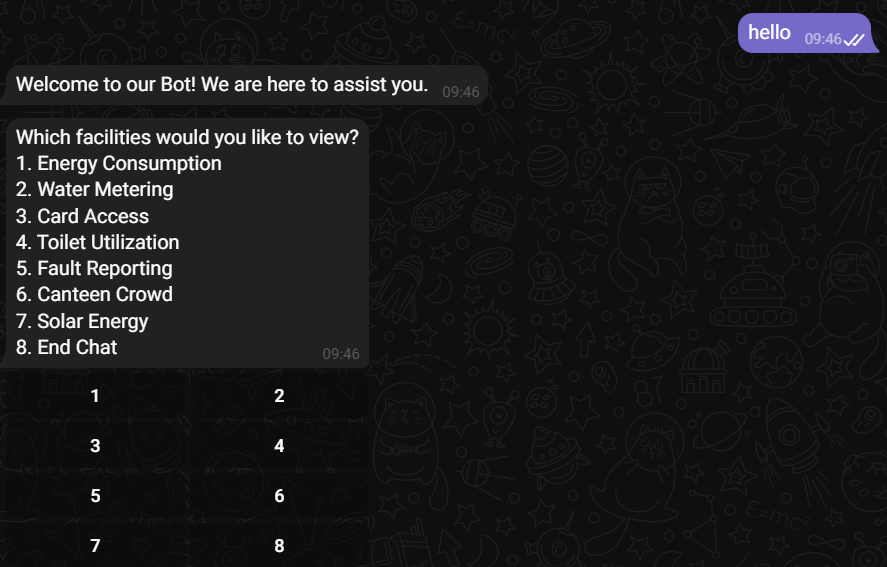 hello 09:46
Welcome to our Bot! We are here to assist you. 09:46
Which facilities would you like to view?
1. Energy Consumption
2. Water Metering
3. Card Access
4. Toilet Utilization
5. Fault Reporting
6. Canteen Crowd
7. Solar Energy
8. End Chat 09:46
1 2
3 4
5 6
7 8
E=mc
E=mc²